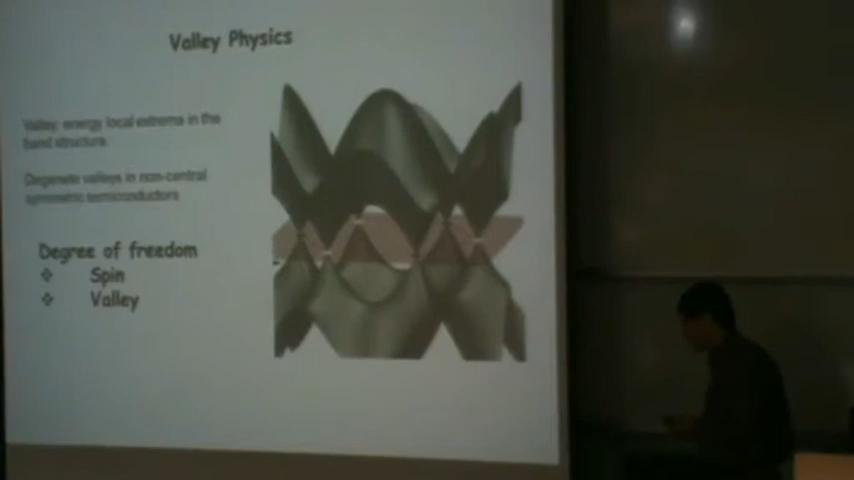 Valley Physics
Valley: energy local extrema in the
band structure.
Degenete valleys in non-central
symmetric semiconductors
Degree of freedom
❖ Spin
❖ Valley